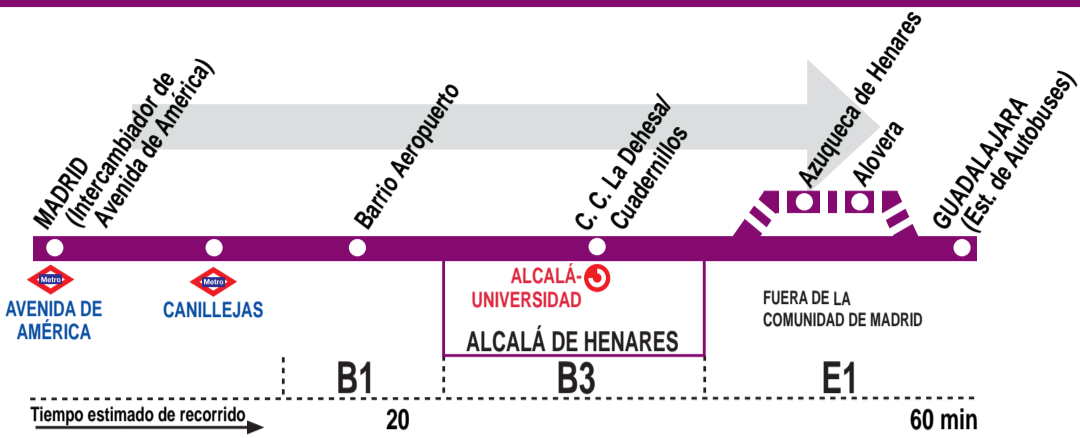 MADRID
(Intercambiador de
Avenida de América)
Barrio Aeropuerto
C. C. La Dehesa/
Cuadernillos
Azuqueca de Henares
Alovera
GUADALAJARA
(Est. de Autobuses)
Metro
AVENIDA DE
AMÉRICA
Metro
CANILLEJAS
ALCALÁ-
UNIVERSIDAD
ALCALÁ DE HENARES
FUERA DE LA
COMUNIDAD DE MADRID
B1
B3
E1
Tiempo estimado de recorrido
20
60 min